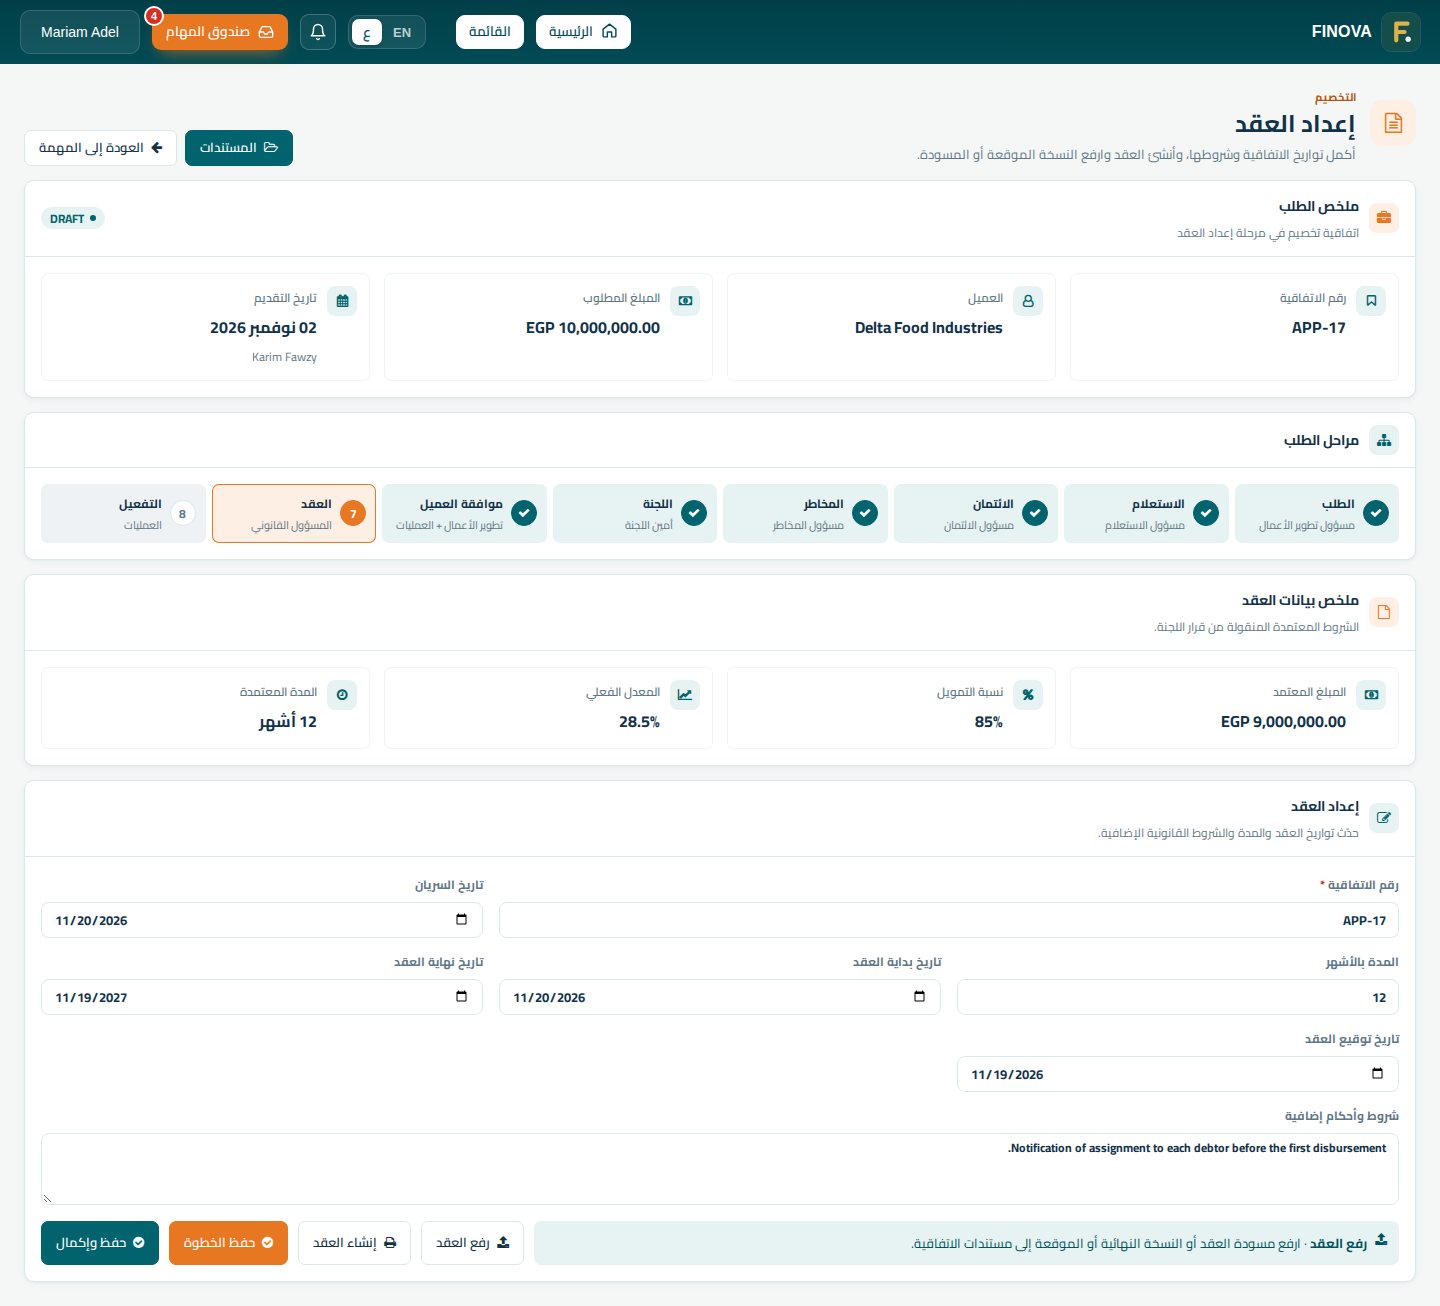 FINOVA
الرئيسية
القائمة
EN
ع
صندوق المهام
4
Mariam Adel
التخصيم
إعداد العقد
أكمل تواريخ الاتفاقية وشروطها، وأنشئ العقد وارفع النسخة الموقعة أو المسودة.
المستندات
العودة إلى المهمة
ملخص الطلب
اتفاقية تخصيم في مرحلة إعداد العقد
DRAFT
رقم الاتفاقية
APP-17
العميل
Delta Food Industries
المبلغ المطلوب
EGP 10,000,000.00
تاريخ التقديم
02 نوفمبر 2026
Karim Fawzy
مراحل الطلب
الطلب
مسؤول تطوير الأعمال
الاستعلام
مسؤول الاستعلام
الائتمان
مسؤول الائتمان
المخاطر
مسؤول المخاطر
اللجنة
أمين اللجنة
موافقة العميل
تطوير الأعمال + العمليات
7
العقد
المسؤول القانوني
8
التفعيل
العمليات
ملخص بيانات العقد
الشروط المعتمدة المنقولة من قرار اللجنة.
المبلغ المعتمد
EGP 9,000,000.00
نسبة التمويل
85%
المعدل الفعلي
28.5%
المدة المعتمدة
12 أشهر
إعداد العقد
حدّث تواريخ العقد والمدة والشروط القانونية الإضافية.
رقم الاتفاقية *
APP-17
تاريخ السريان
11/20/2026
المدة بالأشهر
12
تاريخ بداية العقد
11/20/2026
تاريخ نهاية العقد
11/19/2027
تاريخ توقيع العقد
11/19/2026
شروط وأحكام إضافية
Notification of assignment to each debtor before the first disbursement.
رفع العقد · ارفع مسودة العقد أو النسخة النهائية أو الموقعة إلى مستندات الاتفاقية.
رفع العقد
إنشاء العقد
حفظ الخطوة
حفظ وإكمال